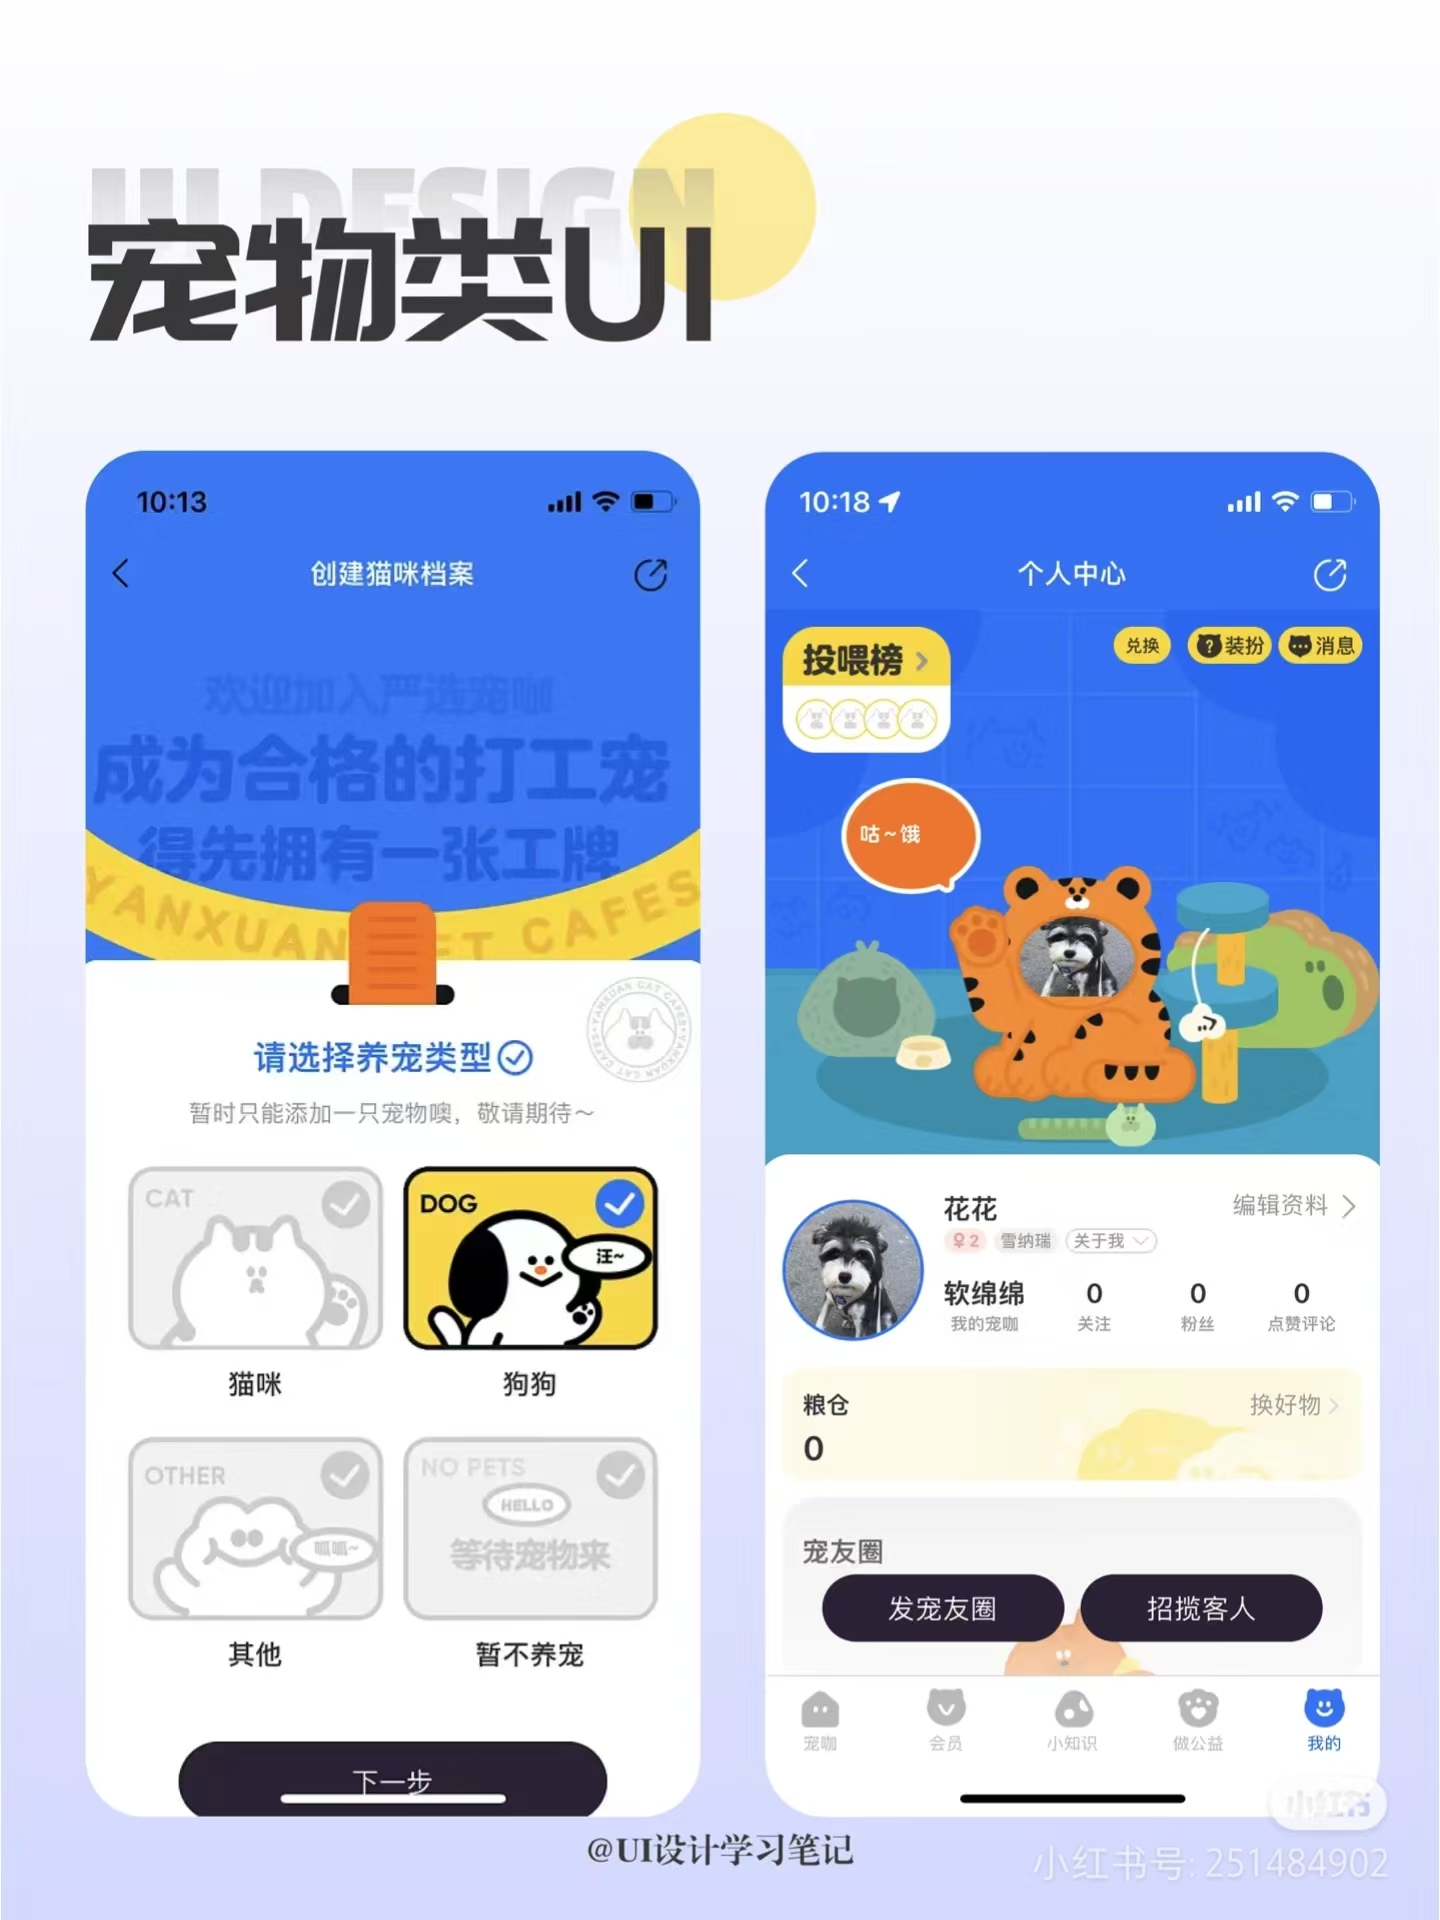 UI DESIGN
宠物类UI
10:13
创建猫咪档案
欢迎加入严选宠咖
成为合格的打工宠
得先拥有一张工牌
YANXUAN PET CAFES
YANXUAN CAT CAFES
请选择养宠类型
暂时只能添加一只宠物噢，敬请期待～
CAT
猫咪
DOG
汪~
狗狗
OTHER
呱呱~
其他
NO PETS
HELLO
等待宠物来
暂不养宠
下一步
10:18
个人中心
投喂榜
兑换
装扮
消息
咕~饿
花花
编辑资料
♀2 雪纳瑞 关于我
软绵绵 0 0 0
我的宠咖 关注 粉丝 点赞评论
粮仓
换好物
0
宠友圈
发宠友圈 招揽客人
宠咖 会员 小知识 做公益 我的
小红书
@UI设计学习笔记
小红书号: 251484902